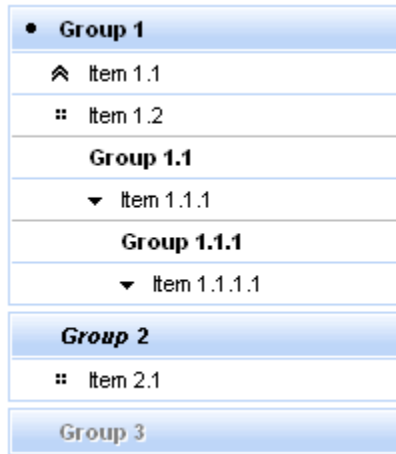 Group 1
Item 1.1
Item 1.2
Group 1.1
Item 1.1.1
Group 1.1.1
Item 1.1.1.1
Group 2
Item 2.1
Group 3